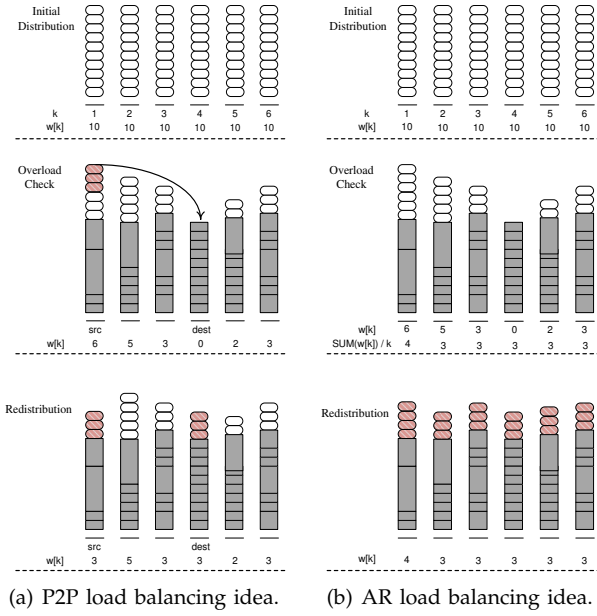 Initial
Distribution
k 1 2 3 4 5 6
w[k] 10 10 10 10 10 10
Overload
Check
src dest
w[k] 6 5 3 0 2 3
Redistribution
src dest
w[k] 3 5 3 3 2 3
(a) P2P load balancing idea.
Initial
Distribution
k 1 2 3 4 5 6
w[k] 10 10 10 10 10 10
Overload
Check
w[k] 6 5 3 0 2 3
SUM(w[k]) / k 4 3 3 3 3 3
Redistribution
w[k] 4 3 3 3 3 3
(b) AR load balancing idea.